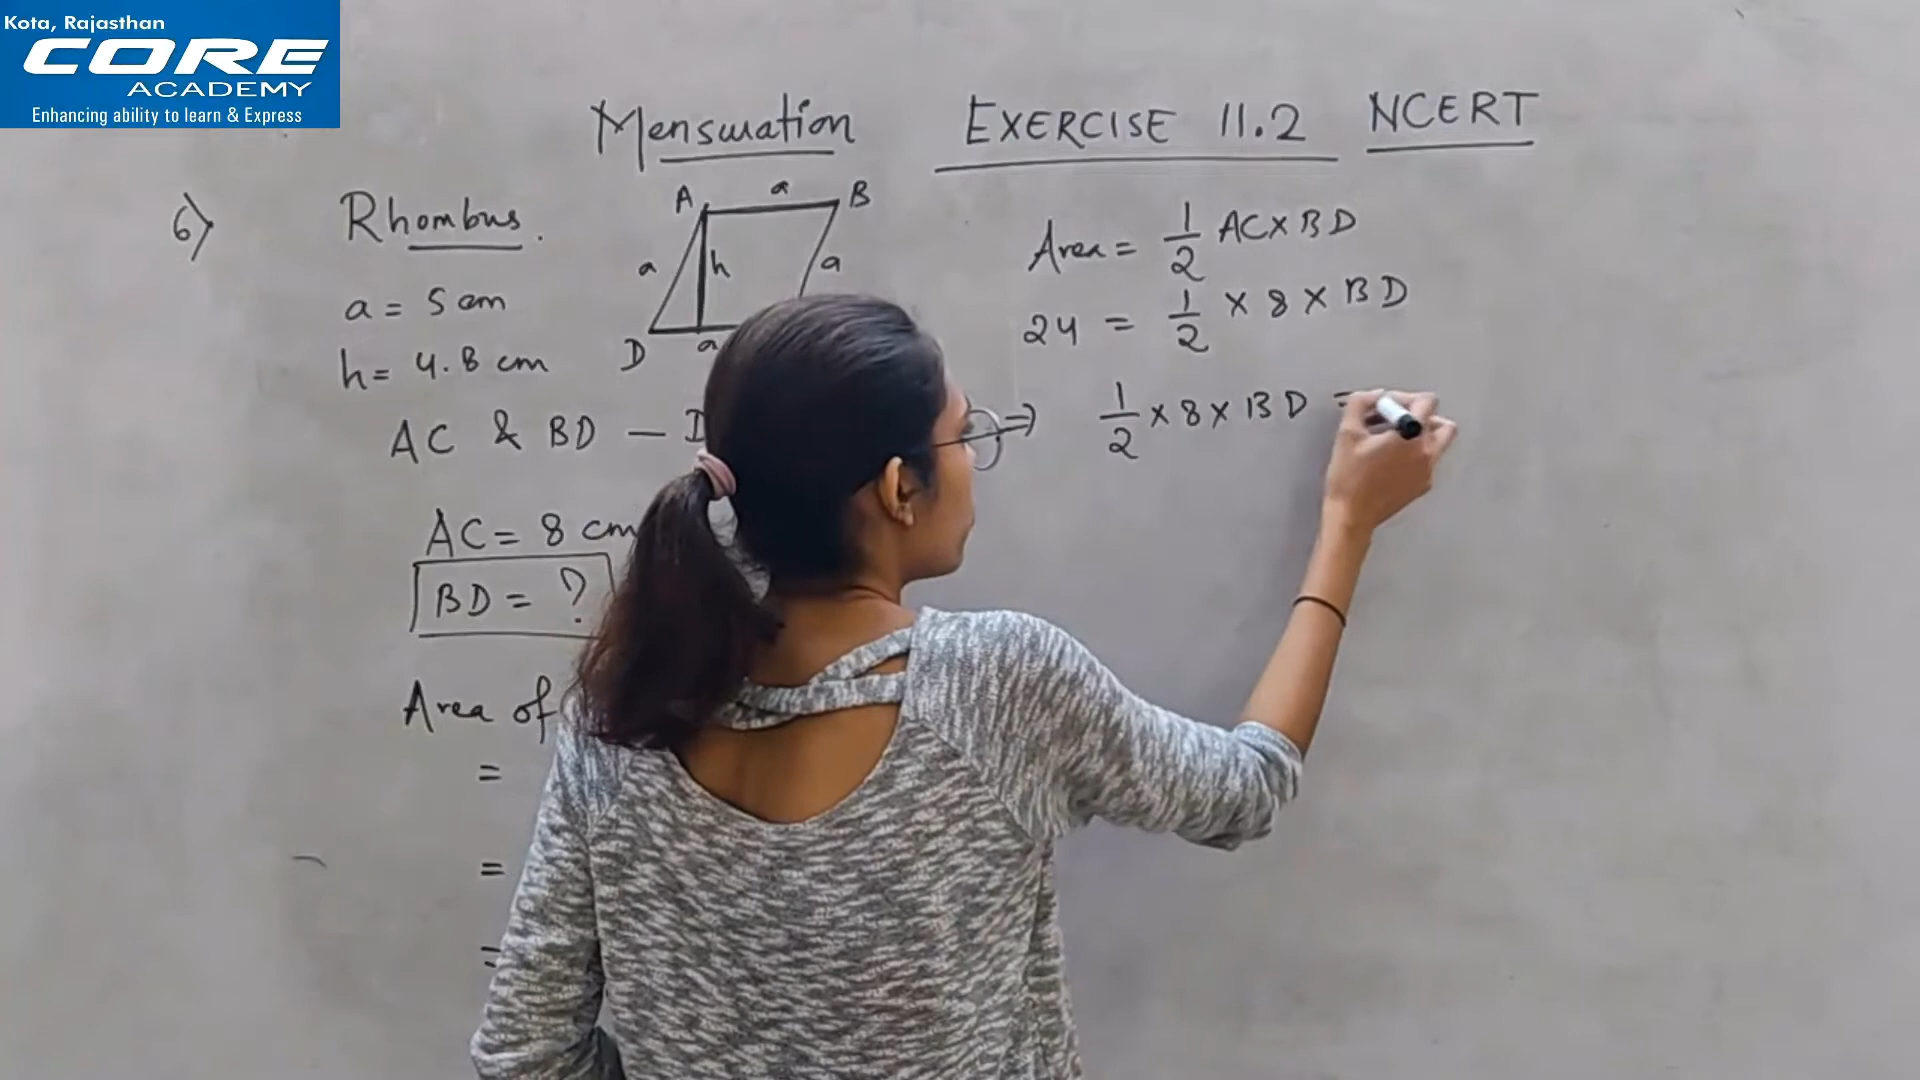 Kota, Rajasthan
CORE
ACADEMY
Enhancing ability to learn & Express
Mensuration EXERCISE 11.2 NCERT
6) Rhombus.
a = 5 cm
h = 4.8 cm
AC & BD — D
AC = 8 cm
BD = ?
Area of
=
=
=
A a B
a h a
D a
Area = 1/2 AC × BD
24 = 1/2 × 8 × BD
⇒ 1/2 × 8 × BD =